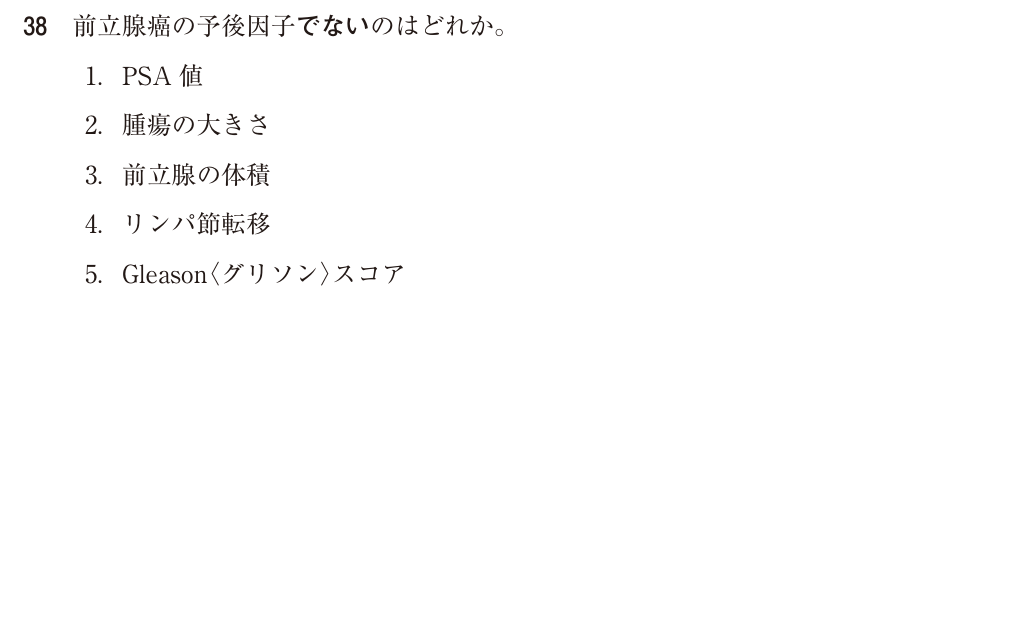 38 前立腺癌の予後因子でないのはどれか。
1. PSA 値
2. 腫瘍の大きさ
3. 前立腺の体積
4. リンパ節転移
5. Gleason〈グリソン〉スコア